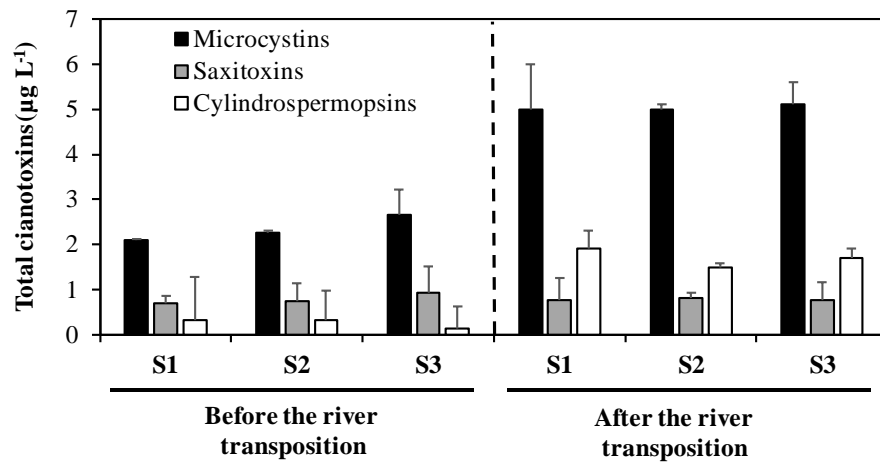 Total cianotoxins (µg L-1)
7
6
5
4
3
2
1
0
Microcystins
Saxitoxins
Cylindrospermopsins
S1 S2 S3 S1 S2 S3
Before the river
transposition
After the river
transposition